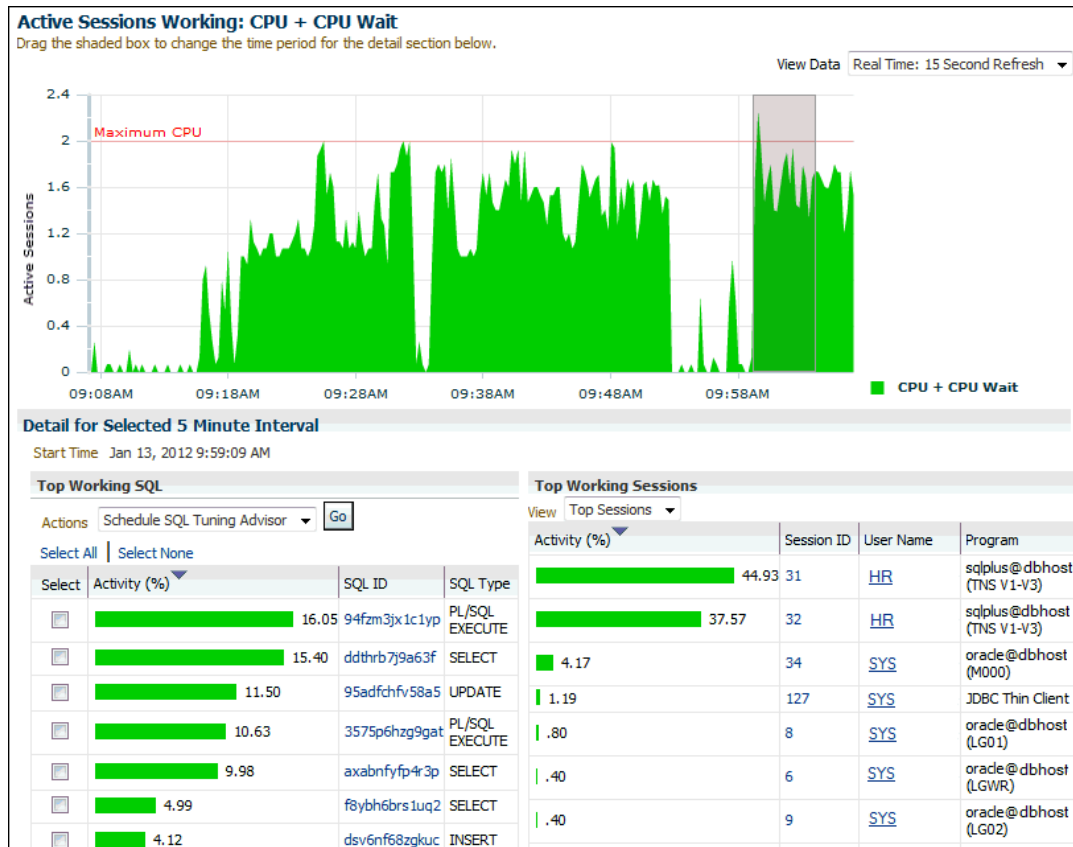 Active Sessions Working: CPU + CPU Wait
Drag the shaded box to change the time period for the detail section below.
View Data Real Time: 15 Second Refresh
2.4
Maximum CPU
2
1.6
1.2
0.8
0.4
0
Active Sessions
09:08AM 09:18AM 09:28AM 09:38AM 09:48AM 09:58AM
CPU + CPU Wait
Detail for Selected 5 Minute Interval
Start Time Jan 13, 2012 9:59:09 AM
Top Working SQL
Actions Schedule SQL Tuning Advisor Go
Select All | Select None
Select Activity (%) SQL ID SQL Type
16.05 94fzm3jx1c1yp PL/SQL EXECUTE
15.40 ddthrb7j9a63f SELECT
11.50 95adfchfv58a5 UPDATE
10.63 3575p6hzg9gat PL/SQL EXECUTE
9.98 axabnfyfp4r3p SELECT
4.99 f8ybh6brs1uq2 SELECT
4.12 dsv6nf68zgkuc INSERT
Top Working Sessions
View Top Sessions
Activity (%) Session ID User Name Program
44.93 31 HR sqlplus@dbhost (TNS V1-V3)
37.57 32 HR sqlplus@dbhost (TNS V1-V3)
4.17 34 SYS oracle@dbhost (M000)
1.19 127 SYS JDBC Thin Client
.80 8 SYS oracle@dbhost (LG01)
.40 6 SYS oracle@dbhost (LGWR)
.40 9 SYS oracle@dbhost (LG02)